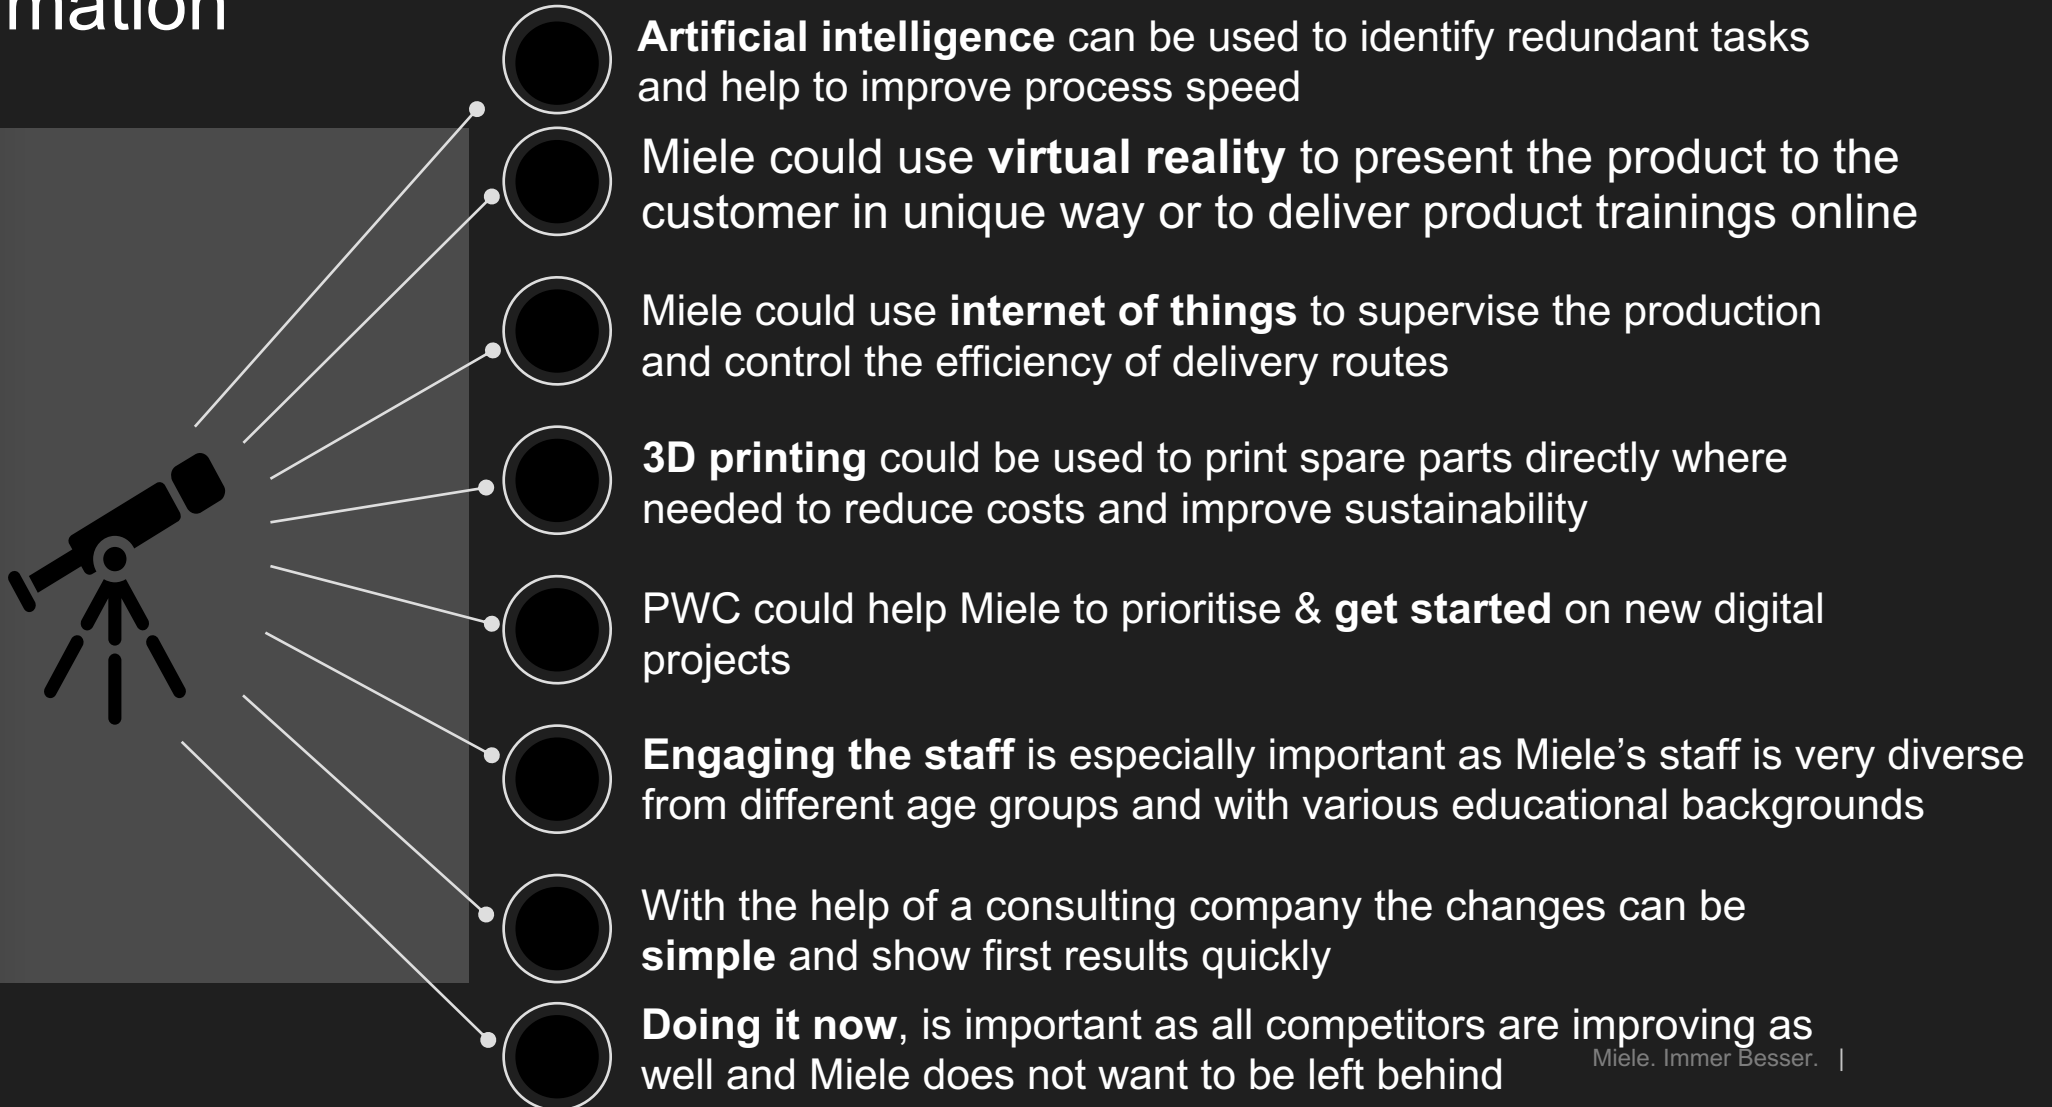 mation
Artificial intelligence can be used to identify redundant tasks
and help to improve process speed
Miele could use virtual reality to present the product to the
customer in unique way or to deliver product trainings online
Miele could use internet of things to supervise the production
and control the efficiency of delivery routes
3D printing could be used to print spare parts directly where
needed to reduce costs and improve sustainability
PWC could help Miele to prioritise & get started on new digital
projects
Engaging the staff is especially important as Miele’s staff is very diverse
from different age groups and with various educational backgrounds
With the help of a consulting company the changes can be
simple and show first results quickly
Doing it now, is important as all competitors are improving as
well and Miele does not want to be left behind
Miele. Immer Besser. |